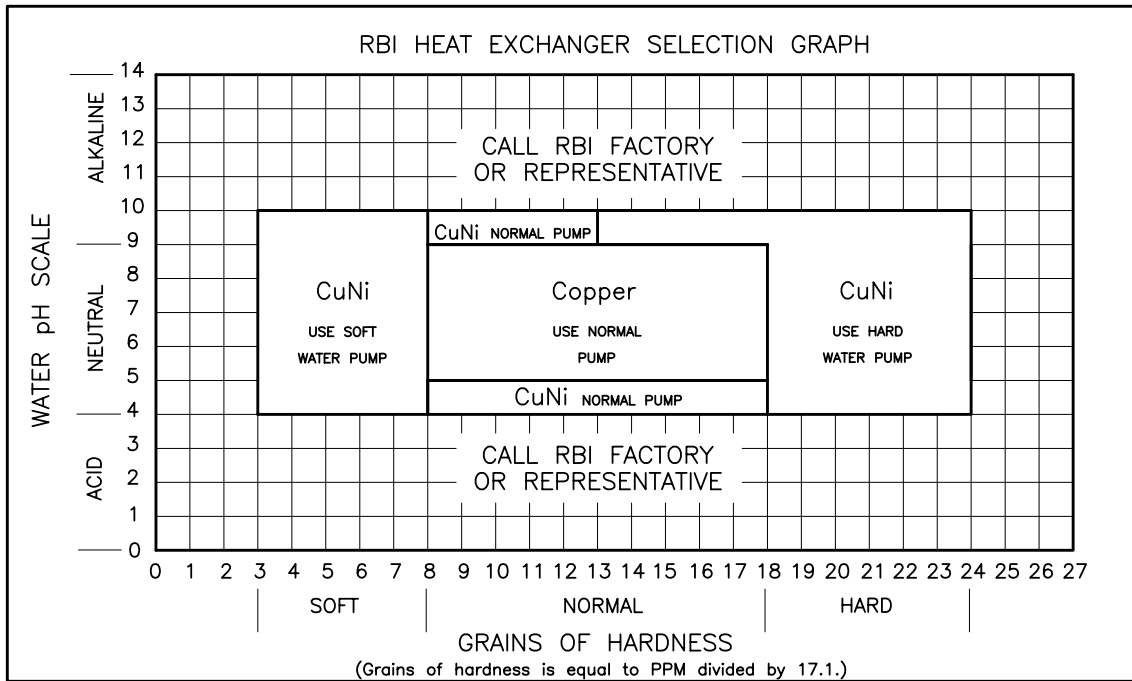 RBI HEAT EXCHANGER SELECTION GRAPH
WATER pH SCALE
ALKALINE
NEUTRAL
ACID
14
13
12
11
10
9
8
7
6
5
4
3
2
1
0
CALL RBI FACTORY
OR REPRESENTATIVE
CuNi NORMAL PUMP
CuNi
USE SOFT
WATER PUMP
Copper
USE NORMAL
PUMP
CuNi
USE HARD
WATER PUMP
CuNi NORMAL PUMP
CALL RBI FACTORY
OR REPRESENTATIVE
0 1 2 3 4 5 6 7 8 9 10 11 12 13 14 15 16 17 18 19 20 21 22 23 24 25 26 27
SOFT NORMAL HARD
GRAINS OF HARDNESS
(Grains of hardness is equal to PPM divided by 17.1.)